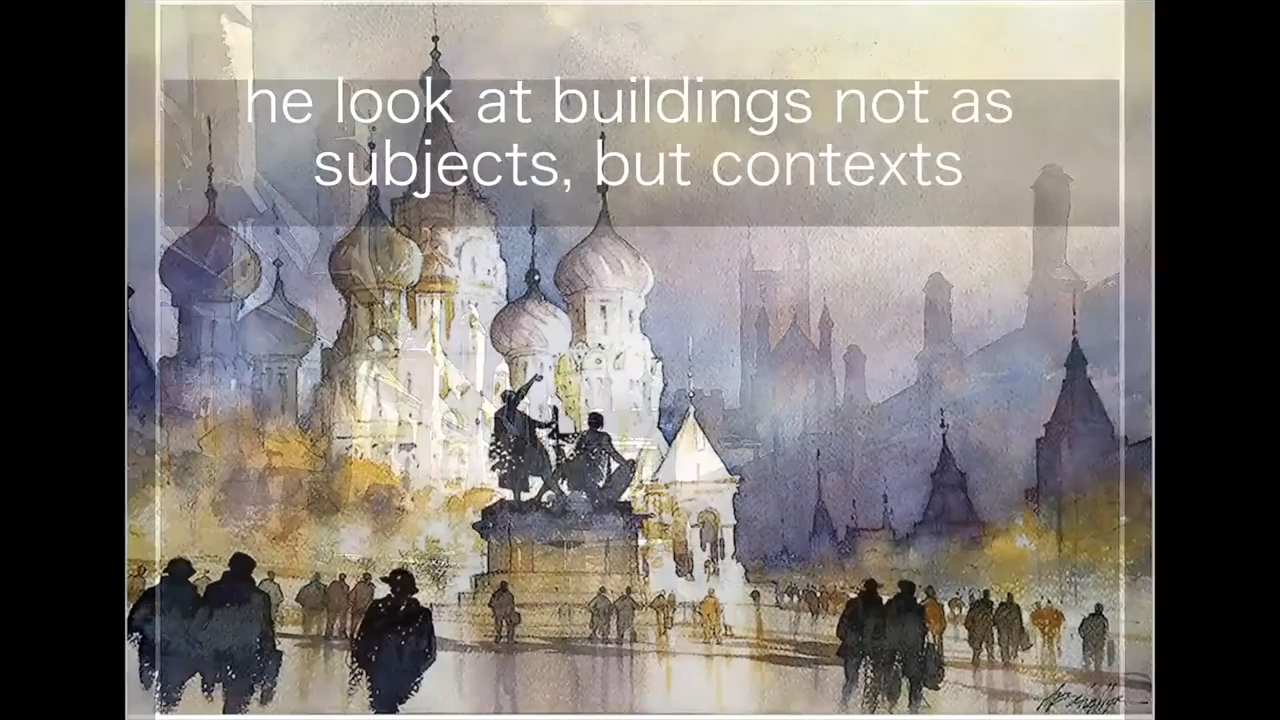 he look at buildings not as
subjects, but contexts